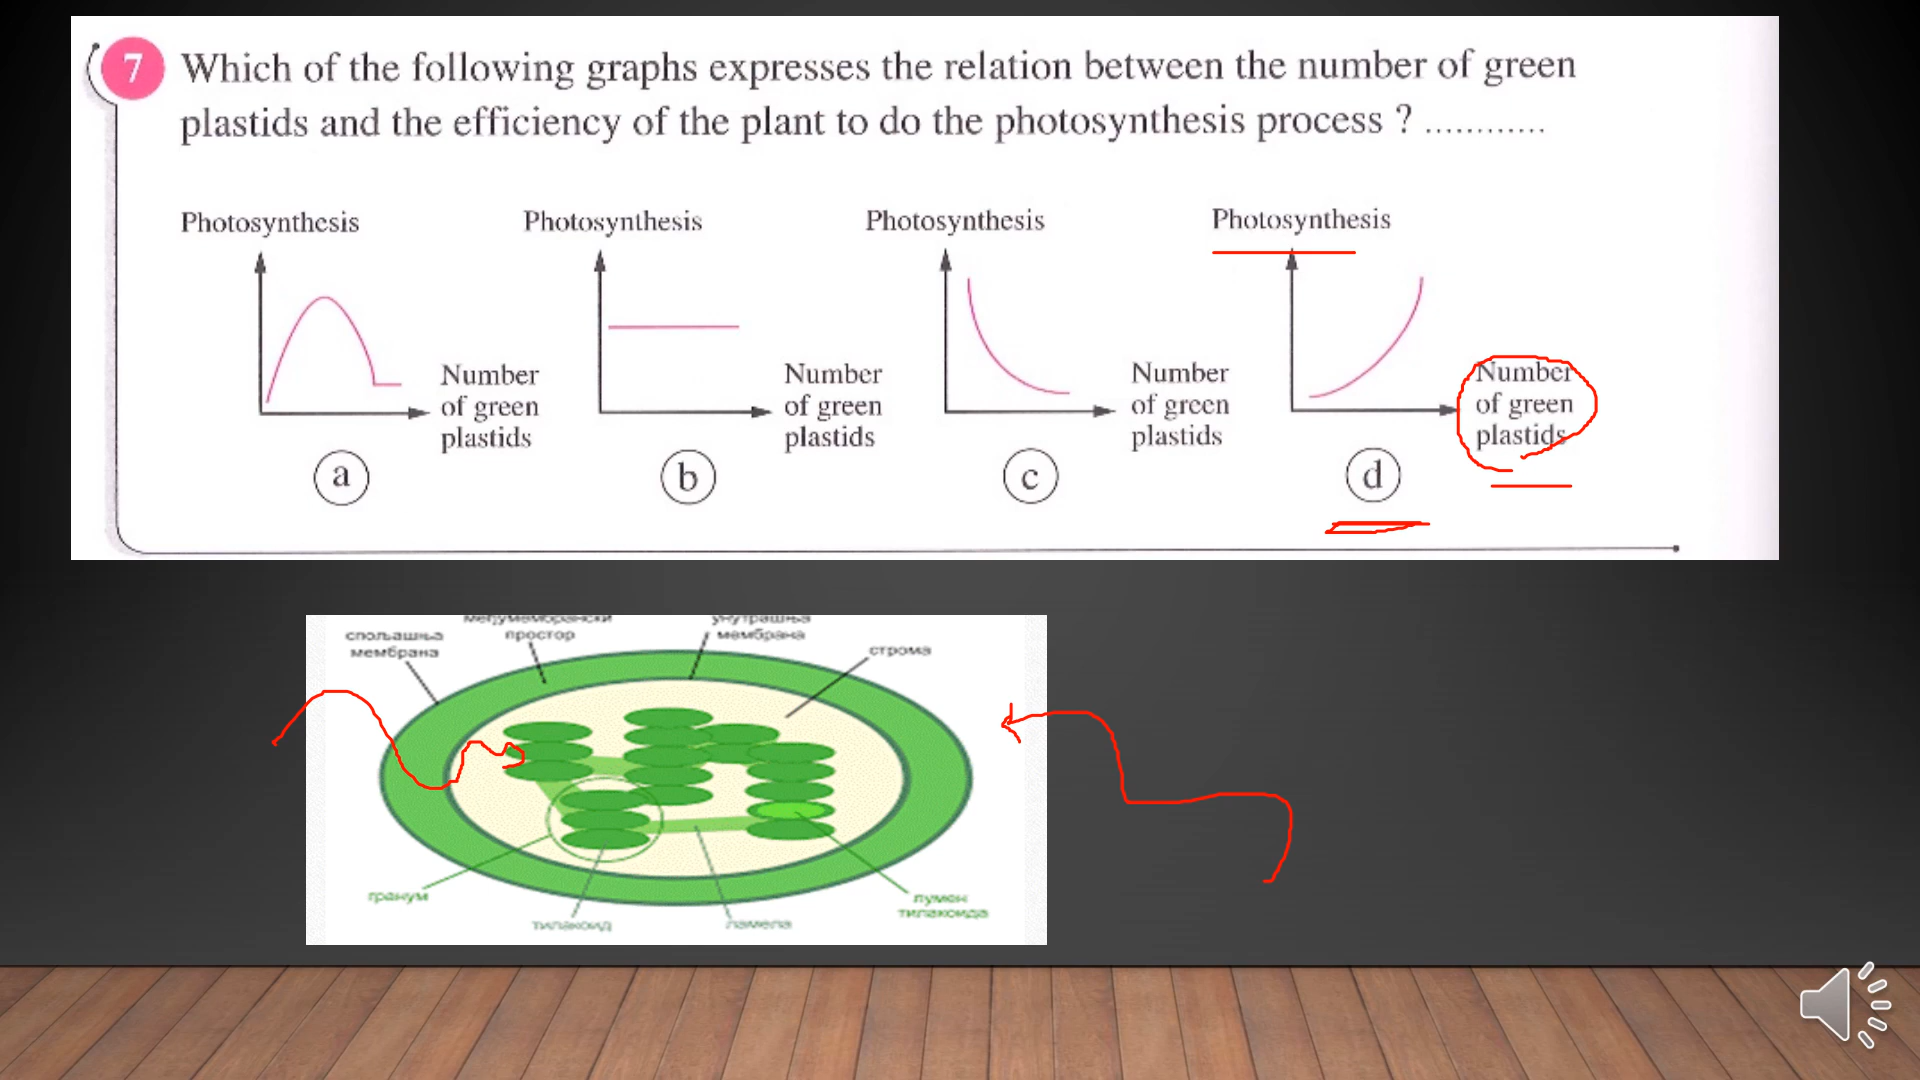 7 Which of the following graphs expresses the relation between the number of green
plastids and the efficiency of the plant to do the photosynthesis process ? ............
Photosynthesis
Number
of green
plastids
a
Photosynthesis
Number
of green
plastids
b
Photosynthesis
Number
of green
plastids
c
Photosynthesis
Number
of green
plastids
d
спољашња
мембрана
међумембрански
простор
унутрашња
мембрана
строма
гранум
тилакоид
ламела
лумен
тилакоида